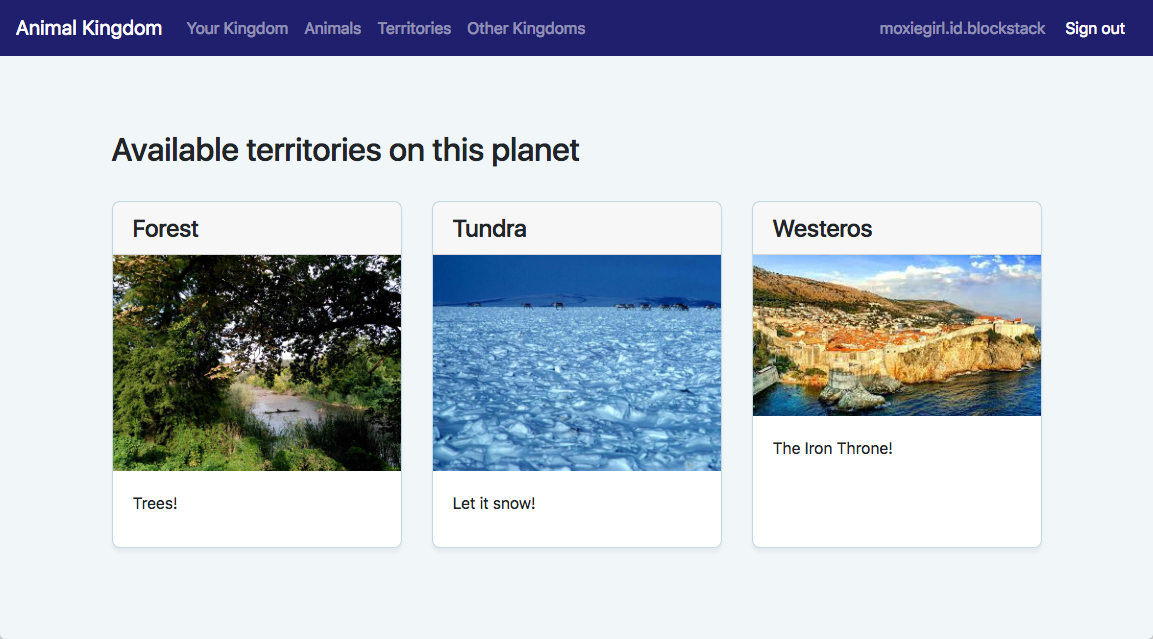 Animal Kingdom Your Kingdom Animals Territories Other Kingdoms moxiegirl.id.blockstack Sign out
Available territories on this planet
Forest Tundra Westeros
The Iron Throne!
Trees! Let it snow!